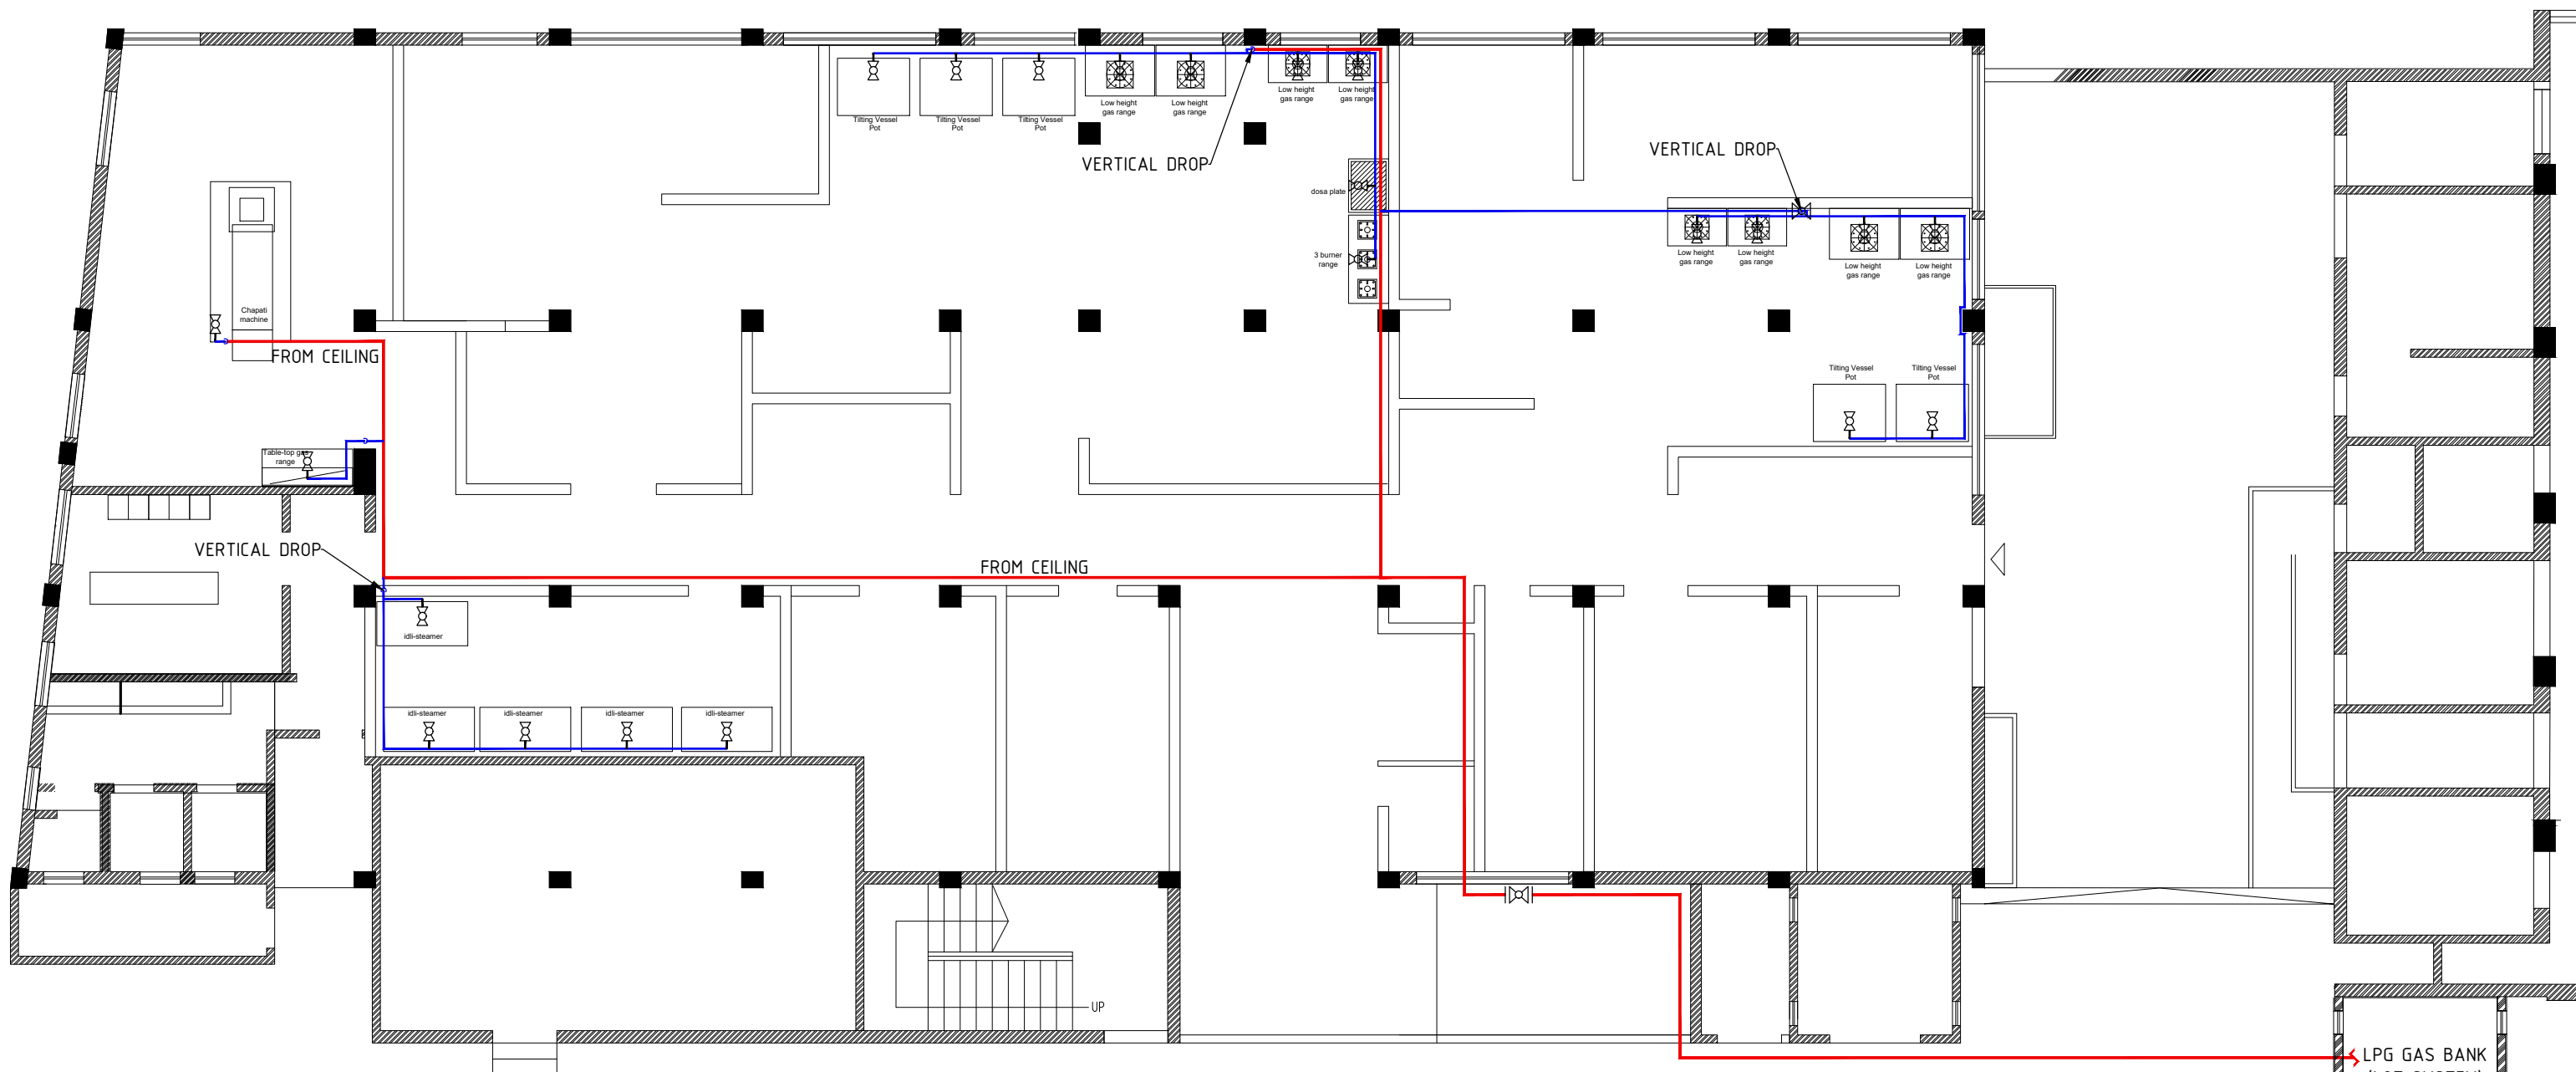 Tilting Vessel
Pot
Tilting Vessel
Pot
Tilting Vessel
Pot
Low height
gas range
Low height
gas range
Low height
gas range
Low height
gas range
VERTICAL DROP
VERTICAL DROP
dosa plate
3 burner
range
Low height
gas range
Low height
gas range
Low height
gas range
Low height
gas range
Chapati
machine
FROM CEILING
Tilting Vessel
Pot
Tilting Vessel
Pot
Table-top gas
range
VERTICAL DROP
FROM CEILING
idli-steamer
idli-steamer
idli-steamer
idli-steamer
idli-steamer
UP
LPG GAS BANK